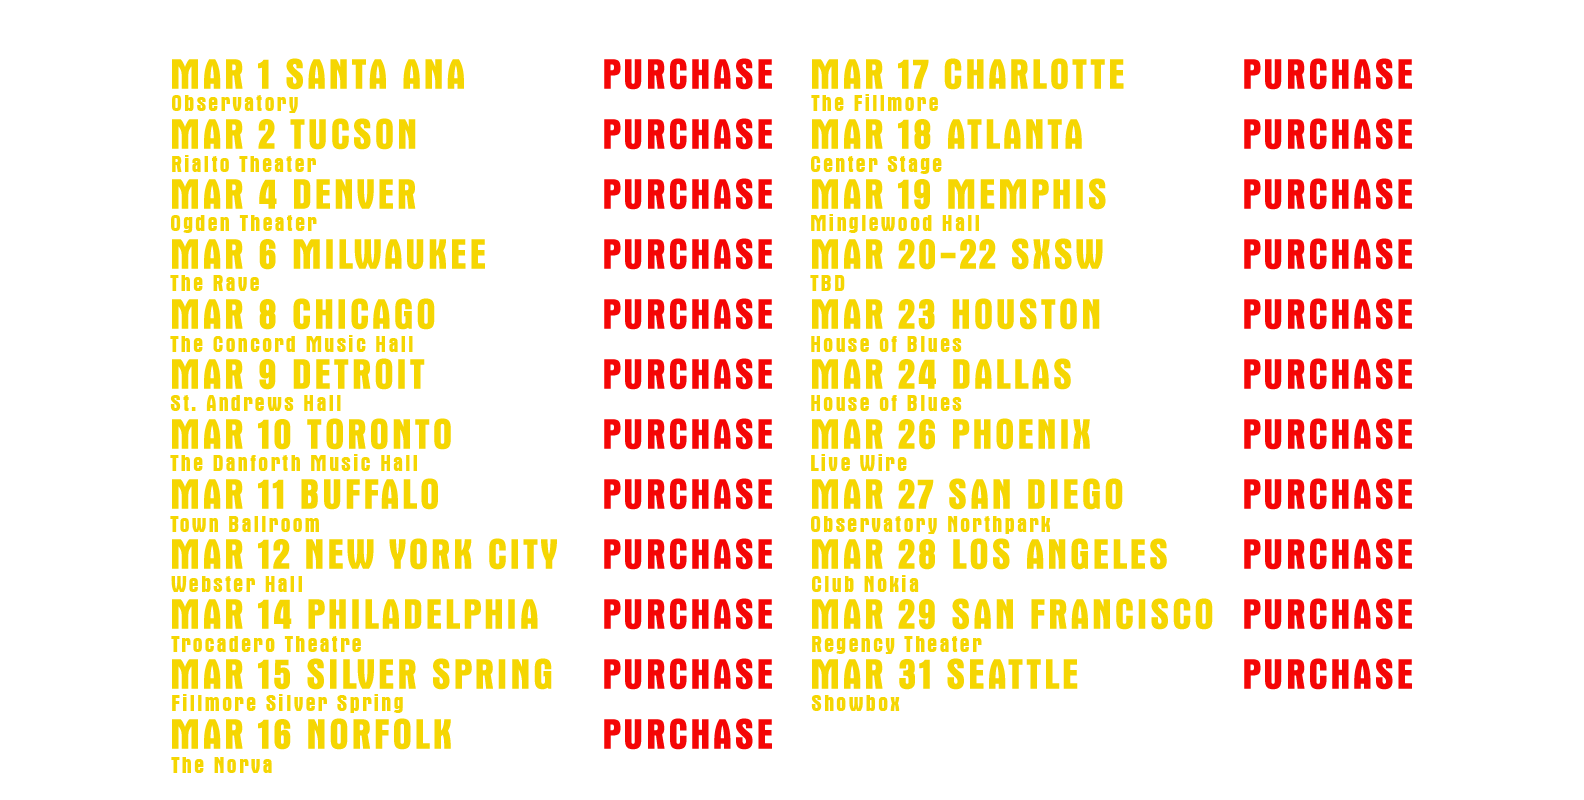 MAR 1 SANTA ANA PURCHASE
Observatory
MAR 2 TUCSON PURCHASE
Rialto Theater
MAR 4 DENVER PURCHASE
Ogden Theater
MAR 6 MILWAUKEE PURCHASE
The Rave
MAR 8 CHICAGO PURCHASE
The Concord Music Hall
MAR 9 DETROIT PURCHASE
St. Andrews Hall
MAR 10 TORONTO PURCHASE
The Danforth Music Hall
MAR 11 BUFFALO PURCHASE
Town Ballroom
MAR 12 NEW YORK CITY PURCHASE
Webster Hall
MAR 14 PHILADELPHIA PURCHASE
Trocadero Theatre
MAR 15 SILVER SPRING PURCHASE
Fillmore Silver Spring
MAR 16 NORFOLK PURCHASE
The Norva
MAR 17 CHARLOTTE PURCHASE
The Fillmore
MAR 18 ATLANTA PURCHASE
Center Stage
MAR 19 MEMPHIS PURCHASE
Minglewood Hall
MAR 20-22 SXSW PURCHASE
TBD
MAR 23 HOUSTON PURCHASE
House of Blues
MAR 24 DALLAS PURCHASE
House of Blues
MAR 26 PHOENIX PURCHASE
Live Wire
MAR 27 SAN DIEGO PURCHASE
Observatory Northpark
MAR 28 LOS ANGELES PURCHASE
Club Nokia
MAR 29 SAN FRANCISCO PURCHASE
Regency Theater
MAR 31 SEATTLE PURCHASE
Showbox